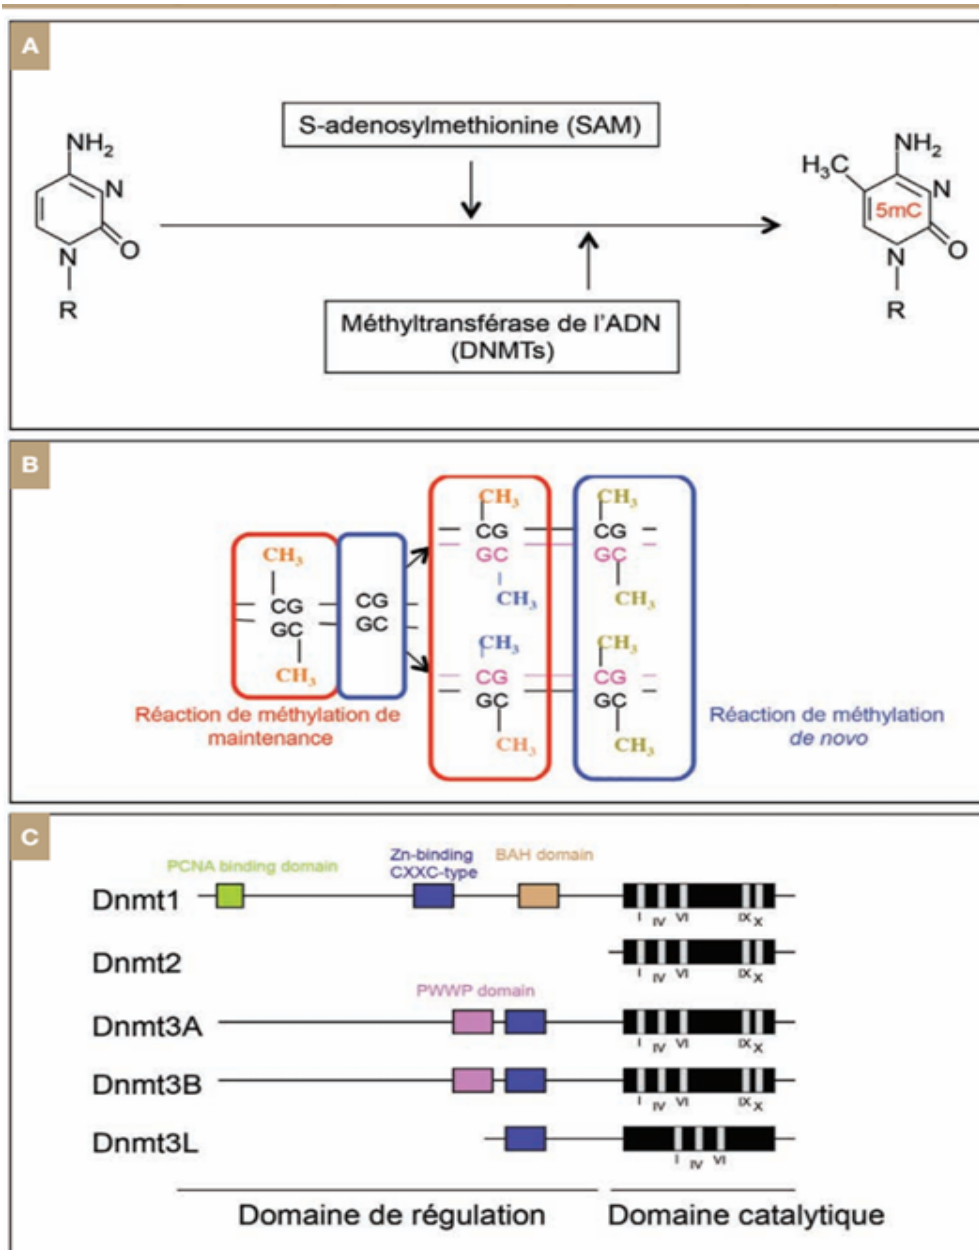 A
S-adenosylmethionine (SAM)
NH₂
N
N
O
R
H₃C
NH₂
N
5mC
N
O
R
Méthyltransférase de l'ADN
(DNMTs)
B
CH₃
CG
GC
CH₃
CG
GC
CH₃
CG
GC
CH₃
CH₃
CG
GC
CH₃
CH₃
CG
GC
CH₃
CH₃
CG
GC
CH₃
Réaction de méthylation de
maintenance
Réaction de méthylation
de novo
C
PCNA binding domain
Zn-binding
CXXC-type
BAH domain
Dnmt1
I IV VI IX X
Dnmt2
I IV VI IX X
PWWP domain
Dnmt3A
I IV VI IX X
Dnmt3B
I IV VI IX X
Dnmt3L
I IV VI
Domaine de régulation
Domaine catalytique